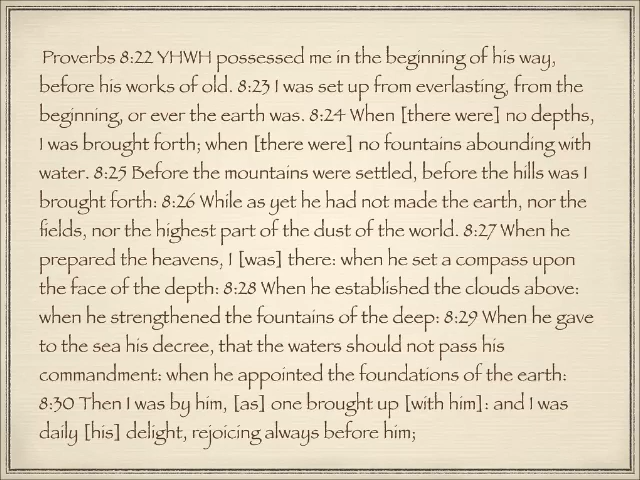 Proverbs 8:22 YHWH possessed me in the beginning of his way,
before his works of old. 8:23 I was set up from everlasting, from the
beginning, or ever the earth was. 8:24 When [there were] no depths,
I was brought forth; when [there were] no fountains abounding with
water. 8:25 Before the mountains were settled, before the hills was I
brought forth: 8:26 While as yet he had not made the earth, nor the
fields, nor the highest part of the dust of the world. 8:27 When he
prepared the heavens, I [was] there: when he set a compass upon
the face of the depth: 8:28 When he established the clouds above:
when he strengthened the fountains of the deep: 8:29 When he gave
to the sea his decree, that the waters should not pass his
commandment: when he appointed the foundations of the earth:
8:30 Then I was by him, [as] one brought up [with him]: and I was
daily [his] delight, rejoicing always before him;